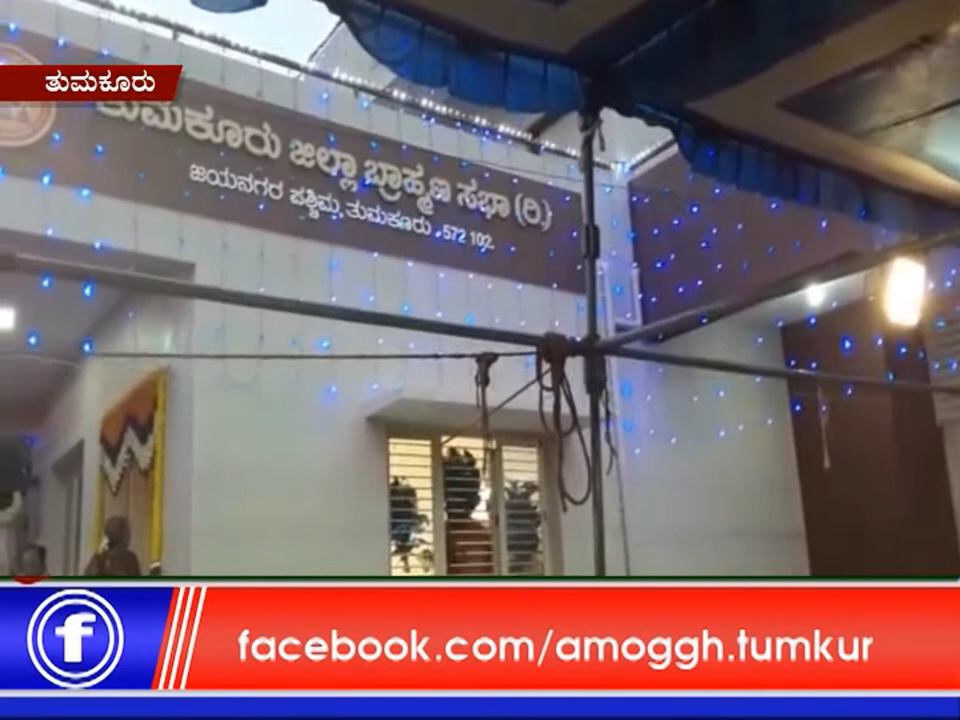 ತುಮಕೂರು
ತುಮಕೂರು ಜಿಲ್ಲಾ ಬ್ರಾಹ್ಮಣ ಸಭಾ (ರಿ.)
ಜಯನಗರ ಪಶ್ಚಿಮ, ತುಮಕೂರು -572 102.
f
facebook.com/amoggh.tumkur